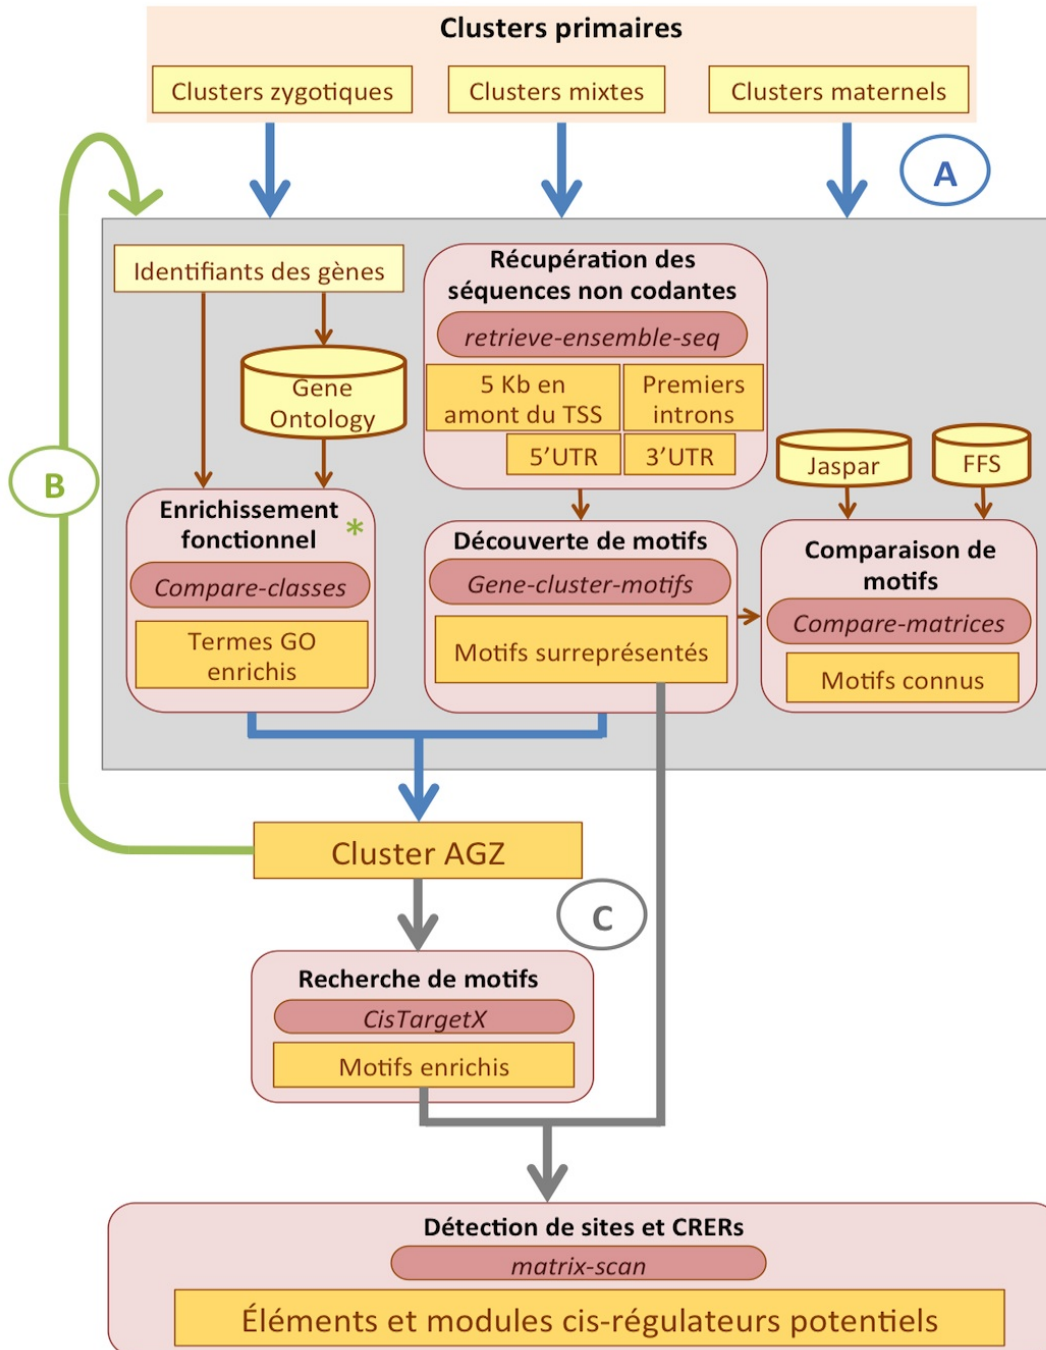 Clusters primaires
Clusters zygotiques
Clusters mixtes
Clusters maternels
A
Identifiants des gènes
Gene
Ontology
Récupération des
séquences non codantes
retrieve-ensemble-seq
5 Kb en
amont du TSS
Premiers
introns
5'UTR
3'UTR
Jaspar
FFS
B
Enrichissement
fonctionnel *
Compare-classes
Termes GO
enrichis
Découverte de motifs
Gene-cluster-motifs
Motifs surreprésentés
Comparaison de
motifs
Compare-matrices
Motifs connus
Cluster AGZ
C
Recherche de motifs
CisTargetX
Motifs enrichis
Détection de sites et CRERs
matrix-scan
Éléments et modules cis-régulateurs potentiels